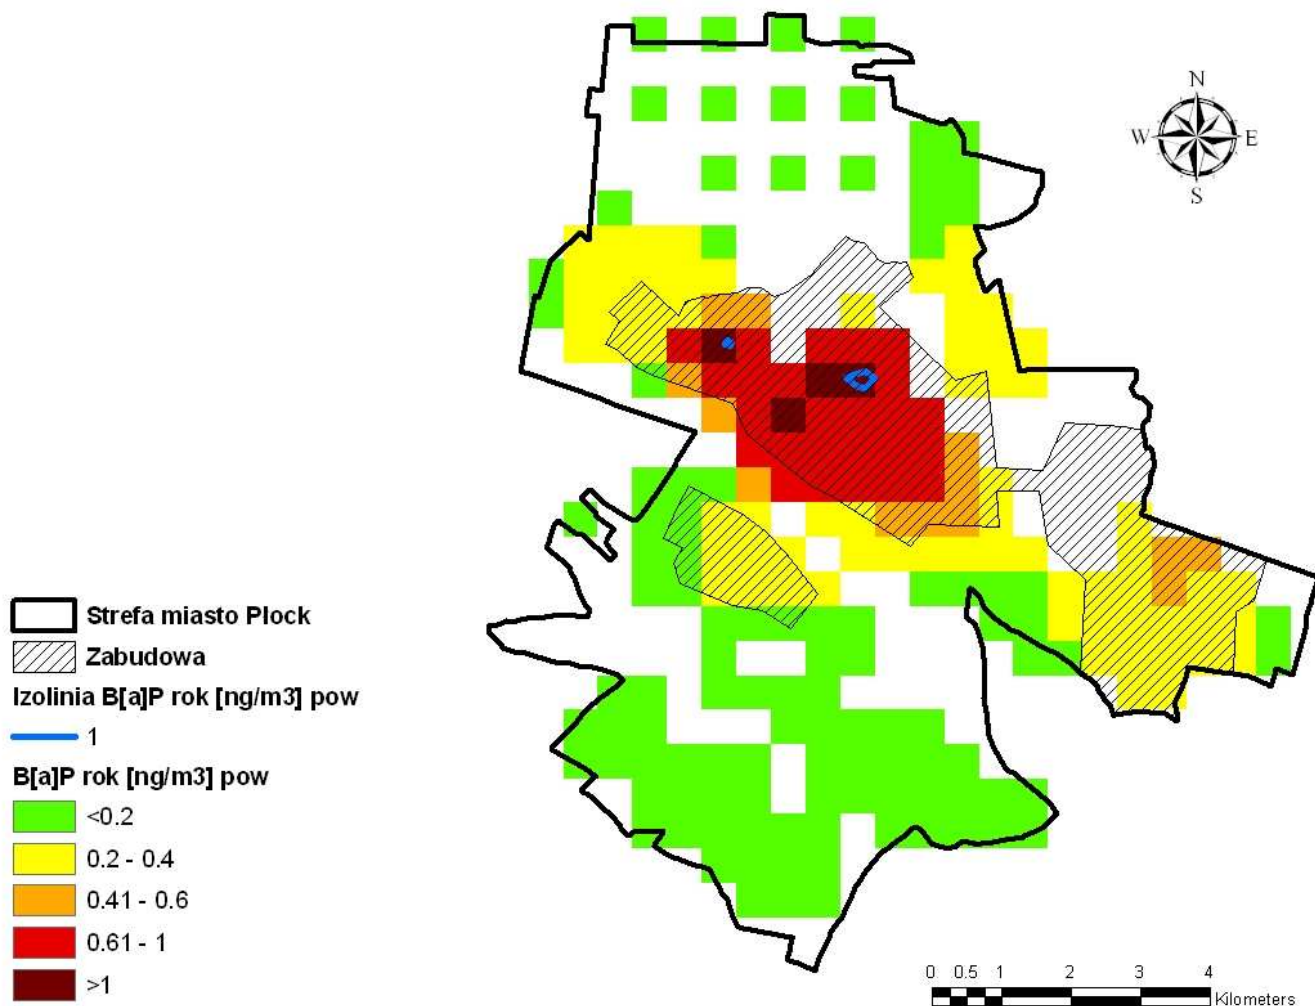 N
W E
S
Strefa miasto Płock
Zabudowa
Izolinia B[a]P rok [ng/m3] pow
1
B[a]P rok [ng/m3] pow
<0.2
0.2 - 0.4
0.41 - 0.6
0.61 - 1
>1
0 0.5 1 2 3 4
Kilometers